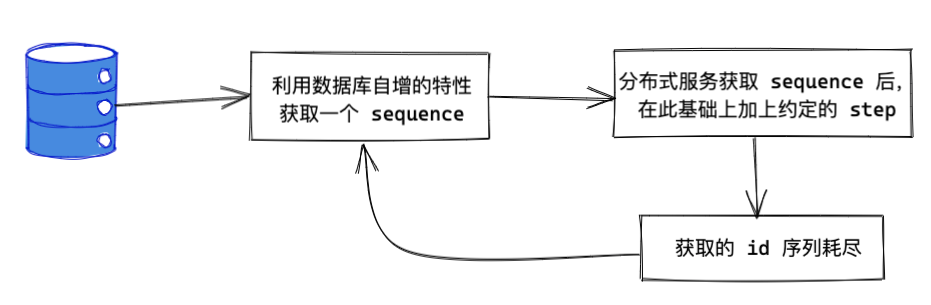 利用数据库自增的特性
获取一个 sequence
分布式服务获取 sequence 后,
在此基础上加上约定的 step
获取的 id 序列耗尽